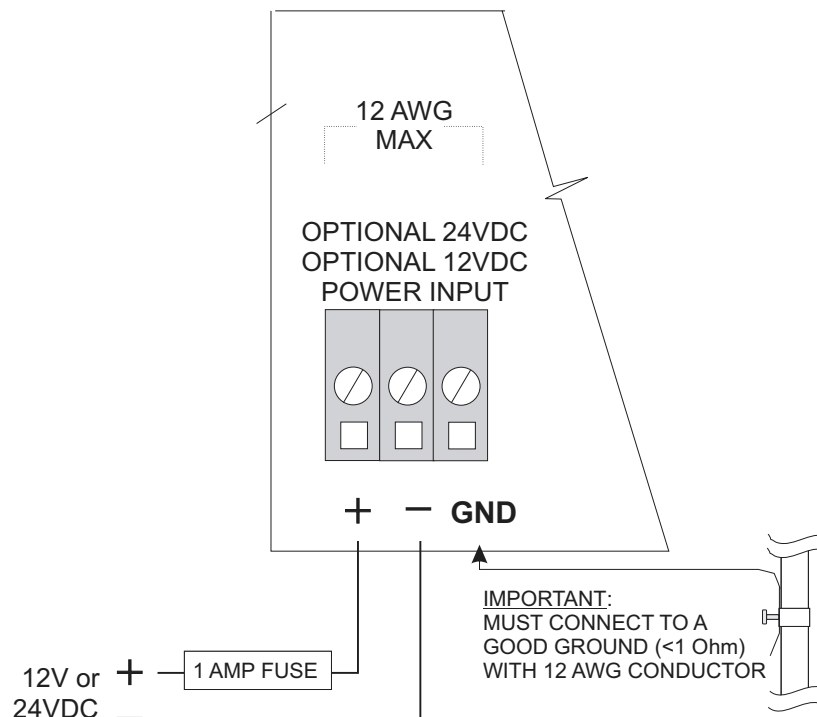 12 AWG
MAX
OPTIONAL 24VDC
OPTIONAL 12VDC
POWER INPUT
+ − GND
IMPORTANT:
MUST CONNECT TO A
GOOD GROUND (<1 Ohm)
WITH 12 AWG CONDUCTOR
12V or
24VDC
+
1 AMP FUSE
−